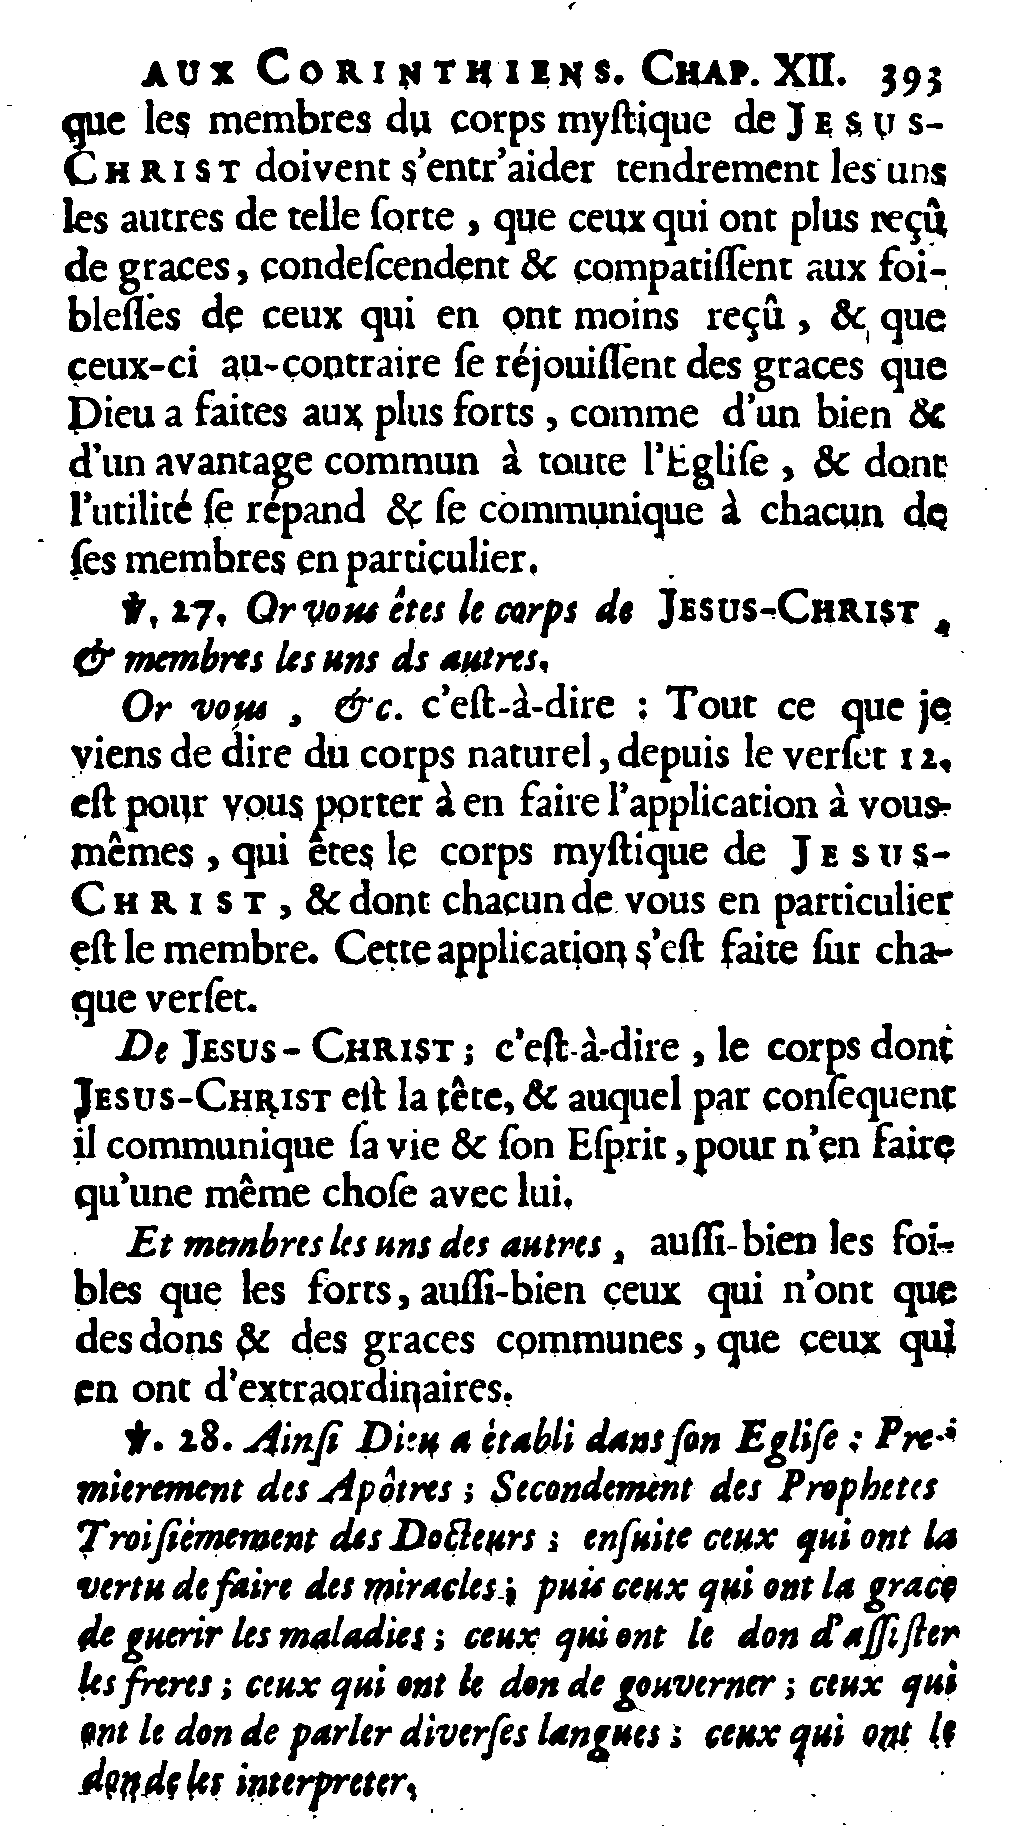 AUX CORINTHIENS. CHAP. XII. 393
que les membres du corps myſtique de JESUS-
CHRIST doivent s'entr'aider tendrement les uns
les autres de telle ſorte, que ceux qui ont plus reçû
de graces, condeſcendent & compatiſſent aux foi-
bleſſes de ceux qui en ont moins reçû, & que
ceux-ci au-contraire ſe réjouiſſent des graces que
Dieu a faites aux plus forts, comme d'un bien &
d'un avantage commun à toute l'Egliſe, & dont
l'utilité ſe répand & ſe communique à chacun de
ſes membres en particulier.
℣. 27. Or vous êtes le corps de JESUS-CHRIST,
& membres les uns ds autres.
Or vous, &c. c'eſt-à-dire : Tout ce que je
viens de dire du corps naturel, depuis le verſet 12.
eſt pour vous porter à en faire l'application à vous-
mêmes, qui êtes le corps myſtique de JESUS-
CHRIST, & dont chacun de vous en particulier
eſt le membre. Cette application s'eſt faite ſur cha-
que verſet.
De JESUS-CHRIST; c'eſt-à-dire, le corps dont
JESUS-CHRIST eſt la tête, & auquel par conſequent
il communique ſa vie & ſon Eſprit, pour n'en faire
qu'une même choſe avec lui.
Et membres les uns des autres, auſſi-bien les foi-
bles que les forts, auſſi-bien ceux qui n'ont que
des dons & des graces communes, que ceux qui
en ont d'extraordinaires.
℣. 28. Ainſi Dieu a établi dans ſon Egliſe : Pre-
mierement des Apôtres ; Secondement des Prophetes
Troiſiémement des Docteurs ; enſuite ceux qui ont la
vertu de faire des miracles ; puis ceux qui ont la grace
de guerir les maladies ; ceux qui ont le don d'aſſiſter
les freres ; ceux qui ont le don de gouverner ; ceux qui
ont le don de parler diverſes langues ; ceux qui ont le
don de les interpreter.